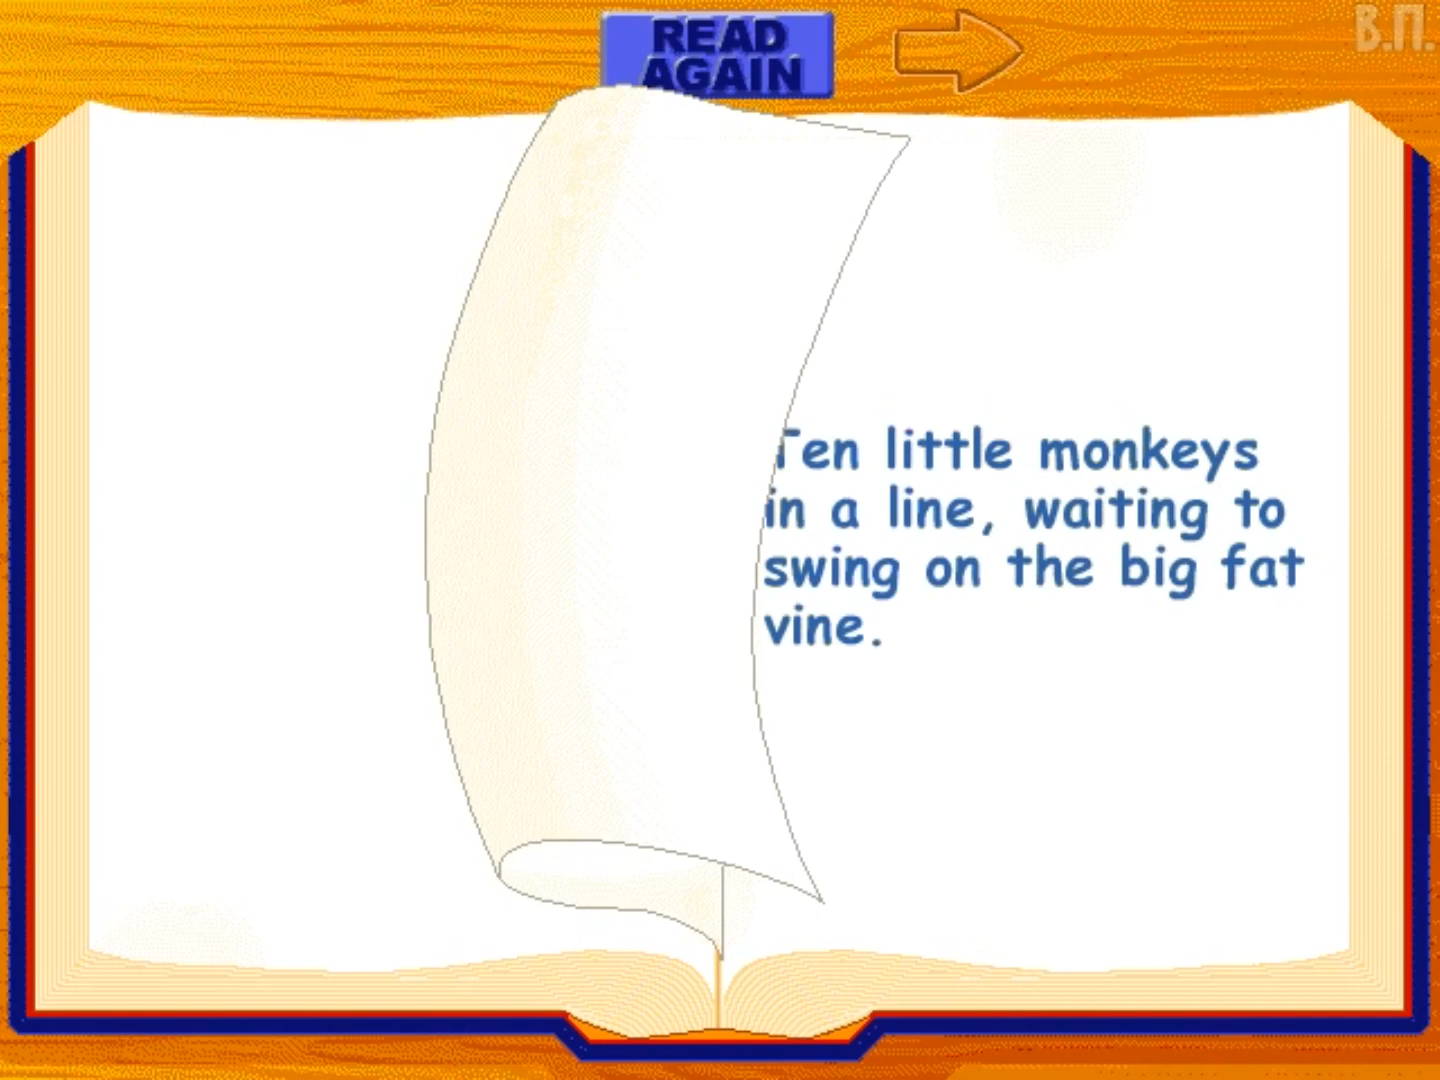 READ
AGAIN
В.П.
Ten little monkeys
in a line, waiting to
swing on the big fat
vine.